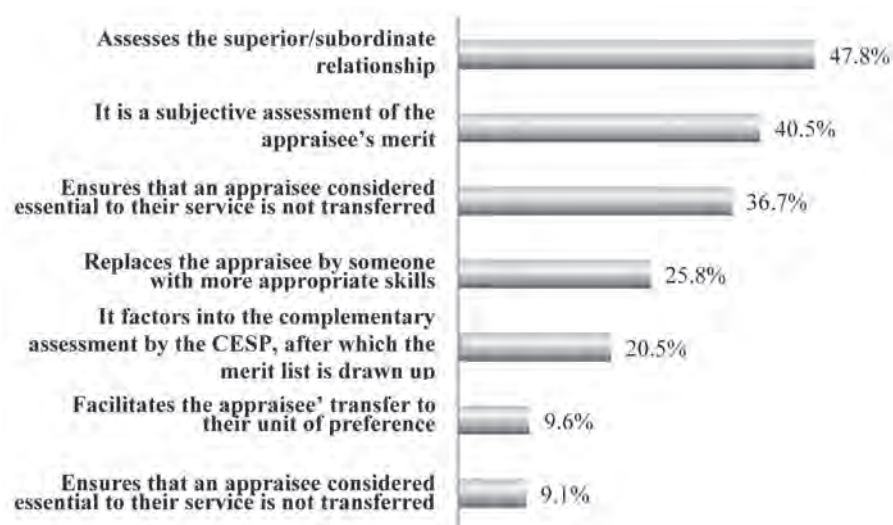 Assesses the superior/subordinate
relationship
47.8%
It is a subjective assessment of the
appraisee's merit
40.5%
Ensures that an appraisee considered
essential to their service is not transferred
36.7%
Replaces the appraisee by someone
with more appropriate skills
25.8%
It factors into the complementary
assessment by the CESP, after which the
merit list is drawn up
20.5%
Facilitates the appraisee' transfer to
their unit of preference
9.6%
Ensures that an appraisee considered
essential to their service is not transferred
9.1%